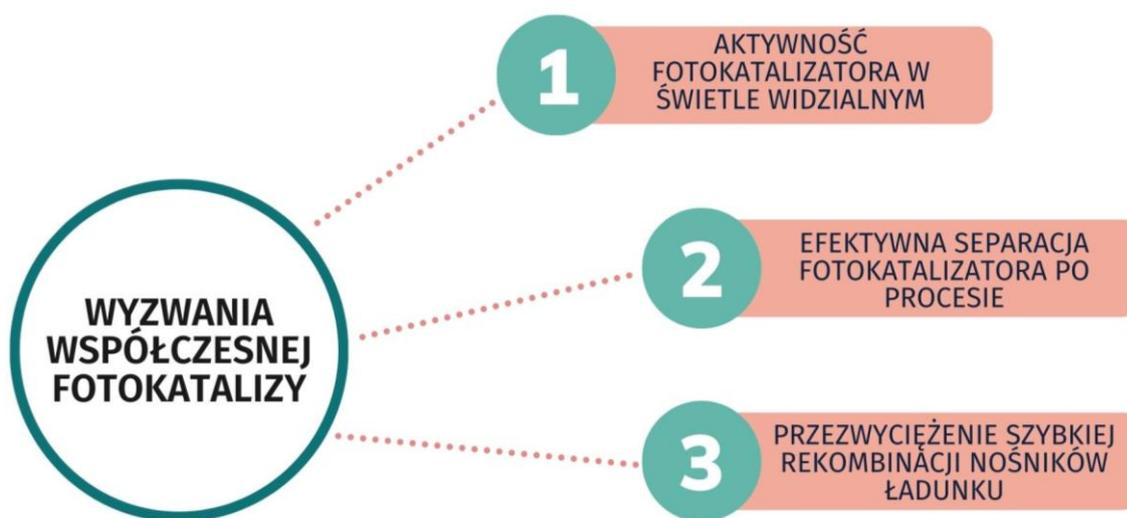 1
AKTYWNOŚĆ
FOTOKATALIZATORA W
ŚWIETLE WIDZIALNYM
WYZWANIA
WSPÓŁCZESNEJ
FOTOKATALIZY
2
EFEKTYWNA SEPARACJA
FOTOKATALIZATORA PO
PROCESIE
3
PRZEZWYCIĘŻENIE SZYBKIEJ
REKOMBINACJI NOŚNIKÓW
ŁADUNKU